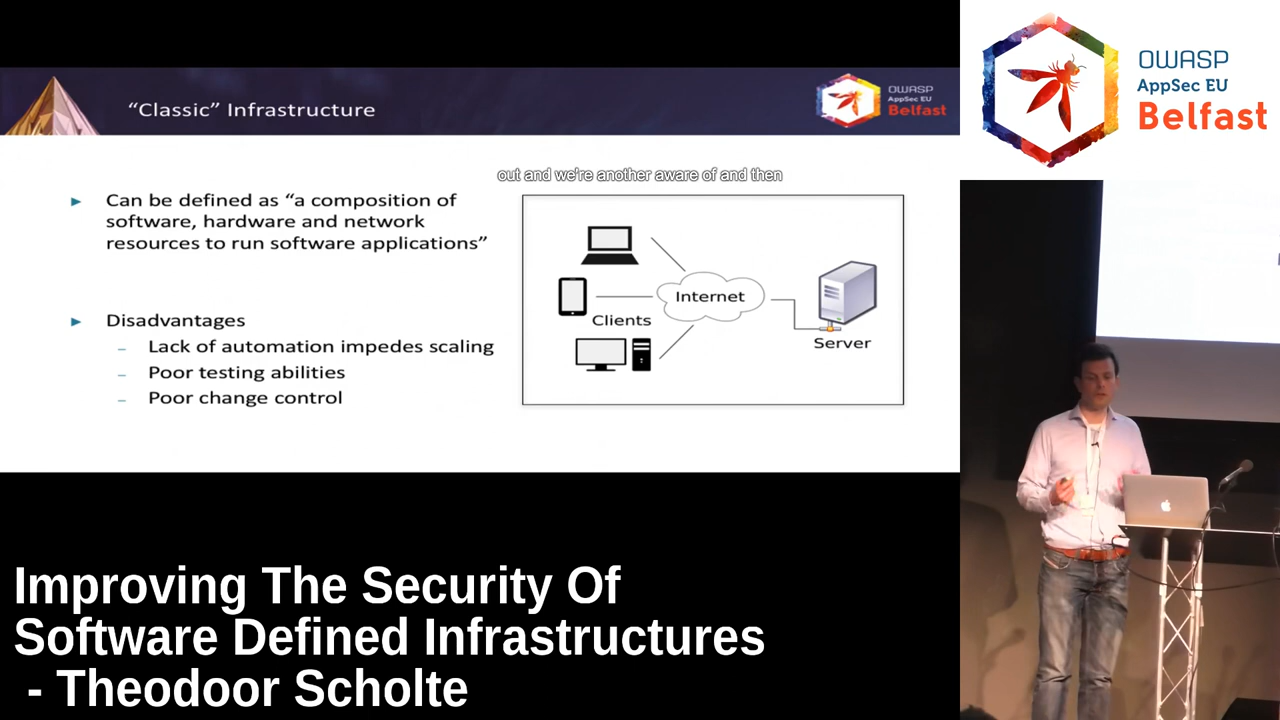 "Classic" Infrastructure
OWASP
AppSec EU
Belfast
OWASP
AppSec EU
Belfast
out and we're another aware of and then
► Can be defined as "a composition of
software, hardware and network
resources to run software applications"
► Disadvantages
– Lack of automation impedes scaling
– Poor testing abilities
– Poor change control
Internet
Clients
Server
Improving The Security Of
Software Defined Infrastructures
- Theodoor Scholte